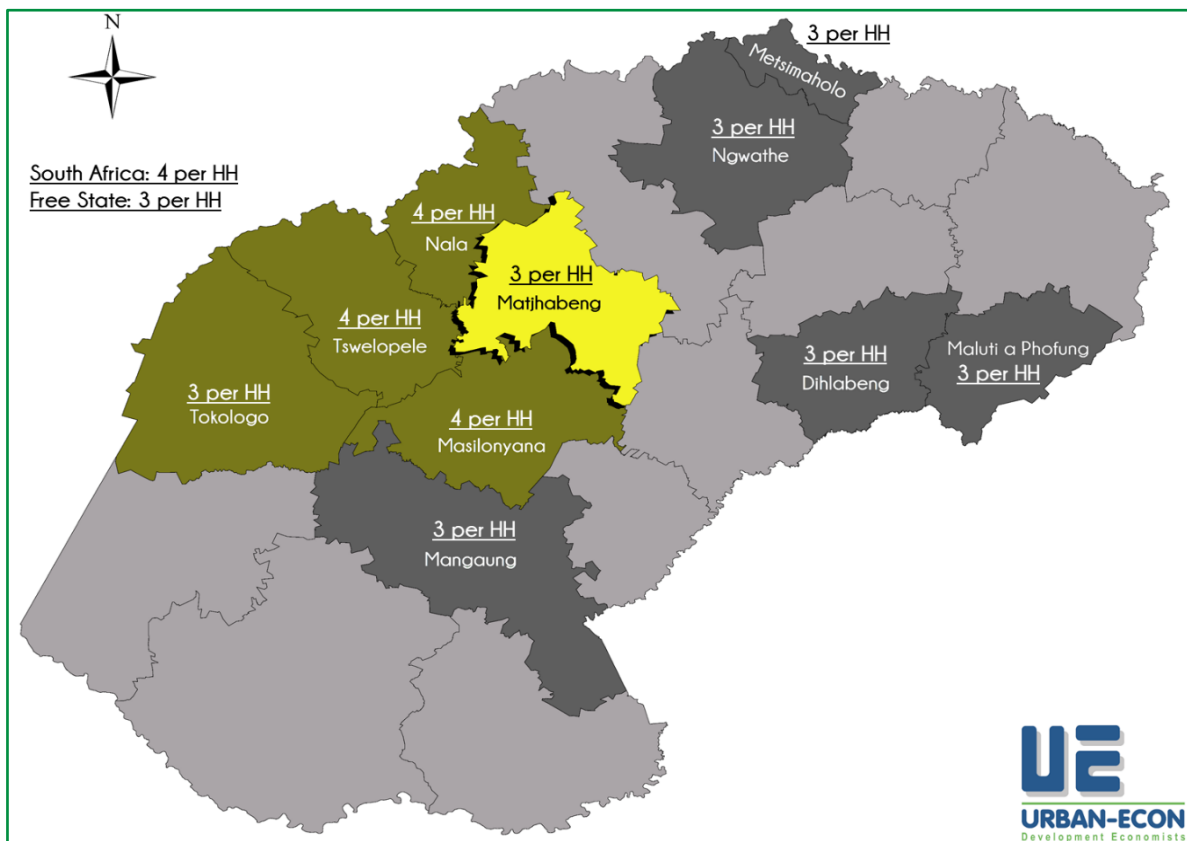 N
South Africa: 4 per HH
Free State: 3 per HH
3 per HH
Metsimaholo
3 per HH
Ngwathe
4 per HH
Nala
3 per HH
Matjhabeng
4 per HH
Tswelopele
3 per HH
Dihlabeng
Maluti a Phofung
3 per HH
3 per HH
Tokologo
4 per HH
Masilonyana
3 per HH
Mangaung
UE
URBAN-ECON
Development Economists